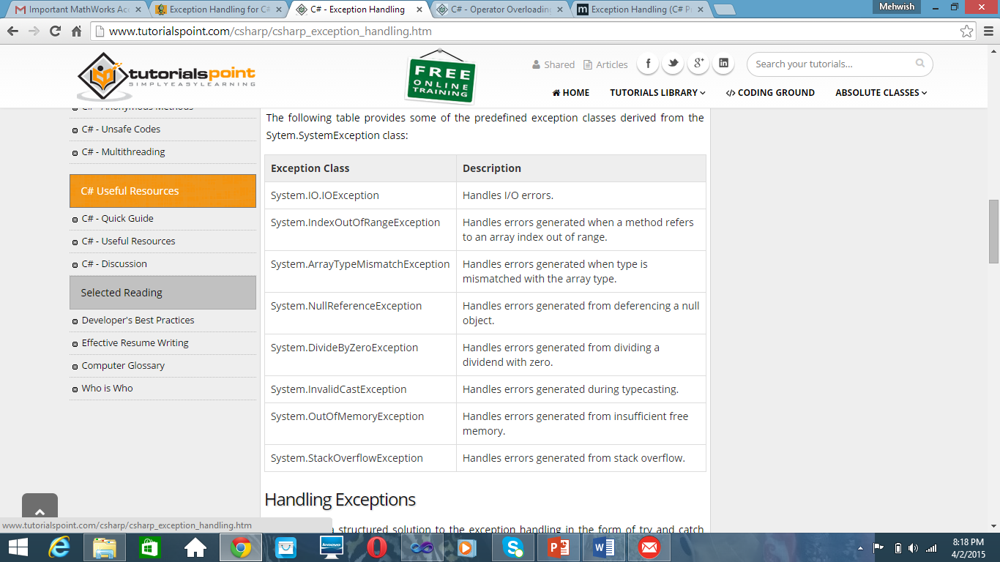 Important MathWorks Acc
Exception Handling for C#
C# - Exception Handling
C# - Operator Overloading
Exception Handling (C# P
Mehwish
www.tutorialspoint.com/csharp/csharp_exception_handling.htm
tutorialspoint
SIMPLYEASYLEARNING
FREE
ONLINE
TRAINING
Shared
Articles
Search your tutorials...
HOME
TUTORIALS LIBRARY
CODING GROUND
ABSOLUTE CLASSES
C# - Anonymous Methods
C# - Unsafe Codes
C# - Multithreading
C# Useful Resources
C# - Quick Guide
C# - Useful Resources
C# - Discussion
Selected Reading
Developer's Best Practices
Effective Resume Writing
Computer Glossary
Who is Who
The following table provides some of the predefined exception classes derived from the
Sytem.SystemException class:
Exception Class Description
System.IO.IOException Handles I/O errors.
System.IndexOutOfRangeException Handles errors generated when a method refers
to an array index out of range.
System.ArrayTypeMismatchException Handles errors generated when type is
mismatched with the array type.
System.NullReferenceException Handles errors generated from deferencing a null
object.
System.DivideByZeroException Handles errors generated from dividing a
dividend with zero.
System.InvalidCastException Handles errors generated during typecasting.
System.OutOfMemoryException Handles errors generated from insufficient free
memory.
System.StackOverflowException Handles errors generated from stack overflow.
Handling Exceptions
a structured solution to the exception handling in the form of try and catch
www.tutorialspoint.com/csharp/csharp_exception_handling.htm
lenovo
8:18 PM
4/2/2015